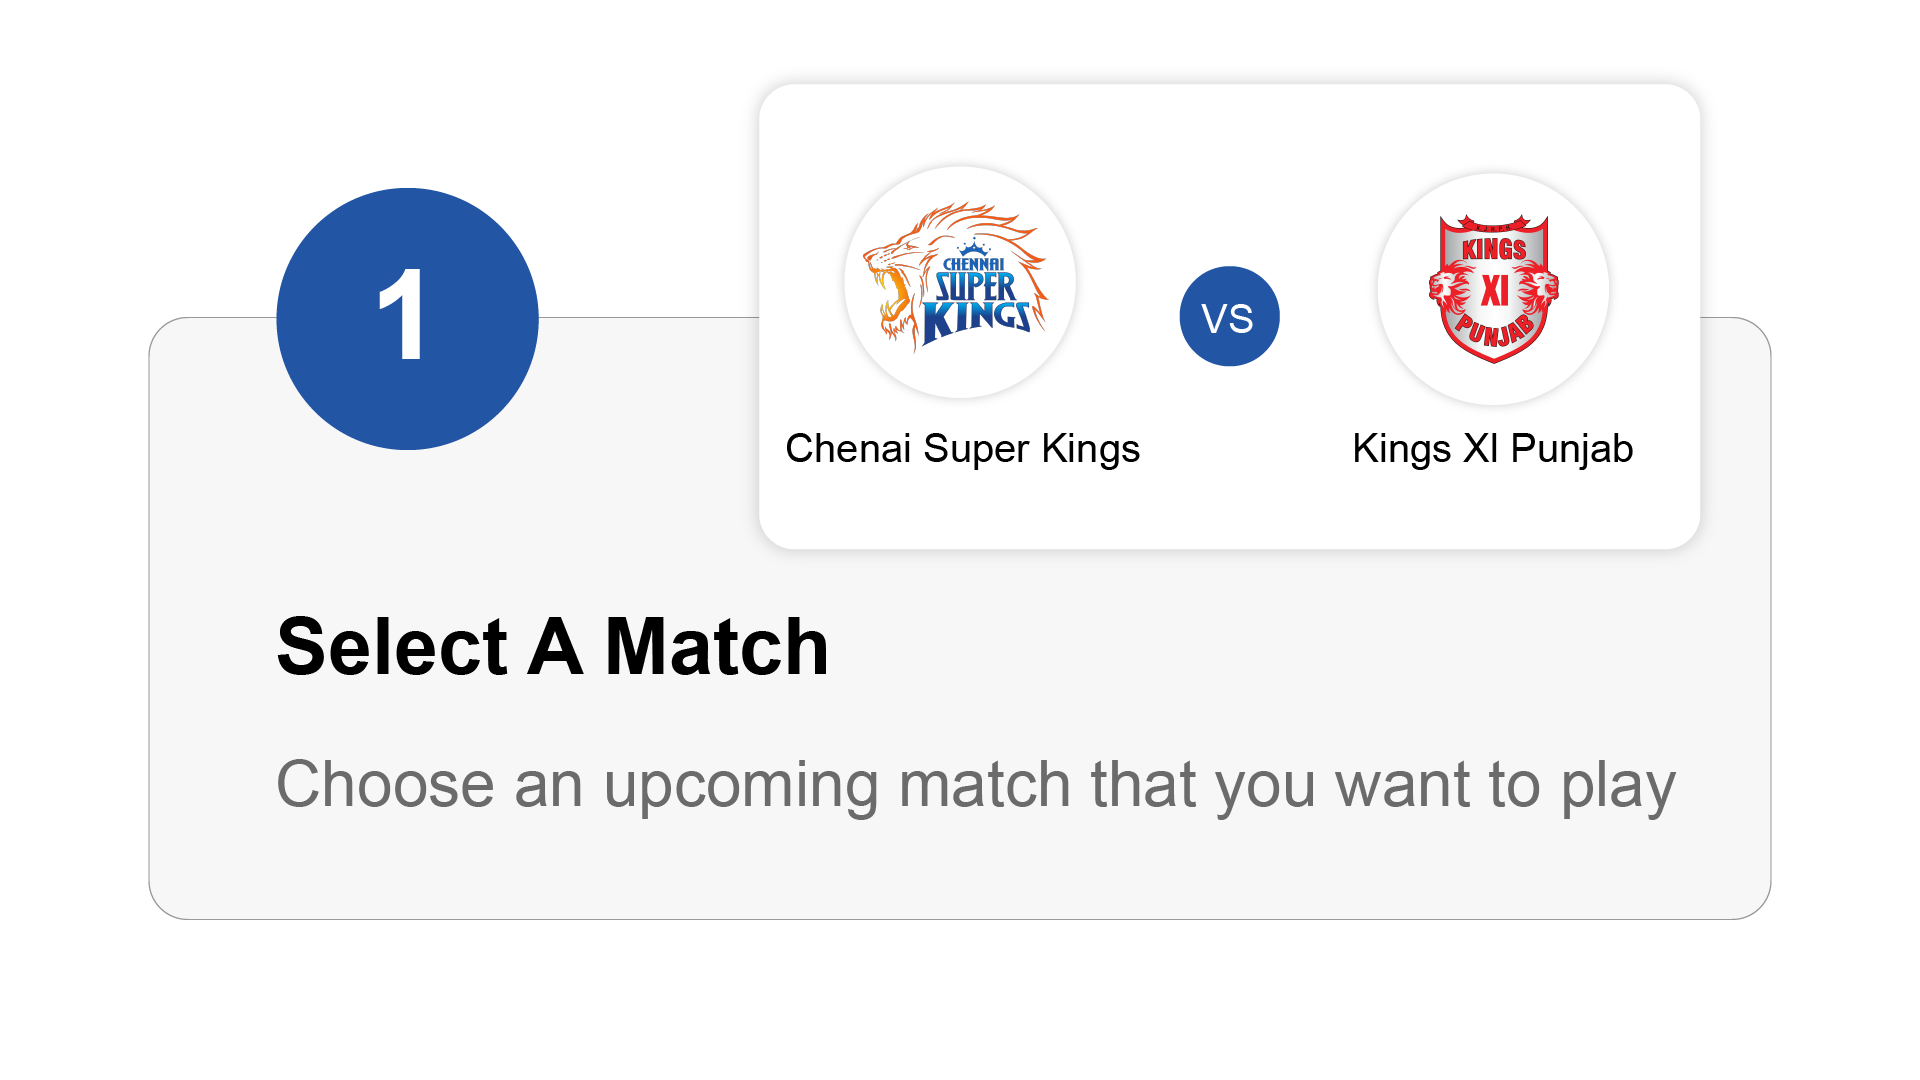 1
CHENNAI
SUPER
KINGS
VS
KINGS
XI
PUNJAB
Chenai Super Kings
Kings XI Punjab
Select A Match
Choose an upcoming match that you want to play